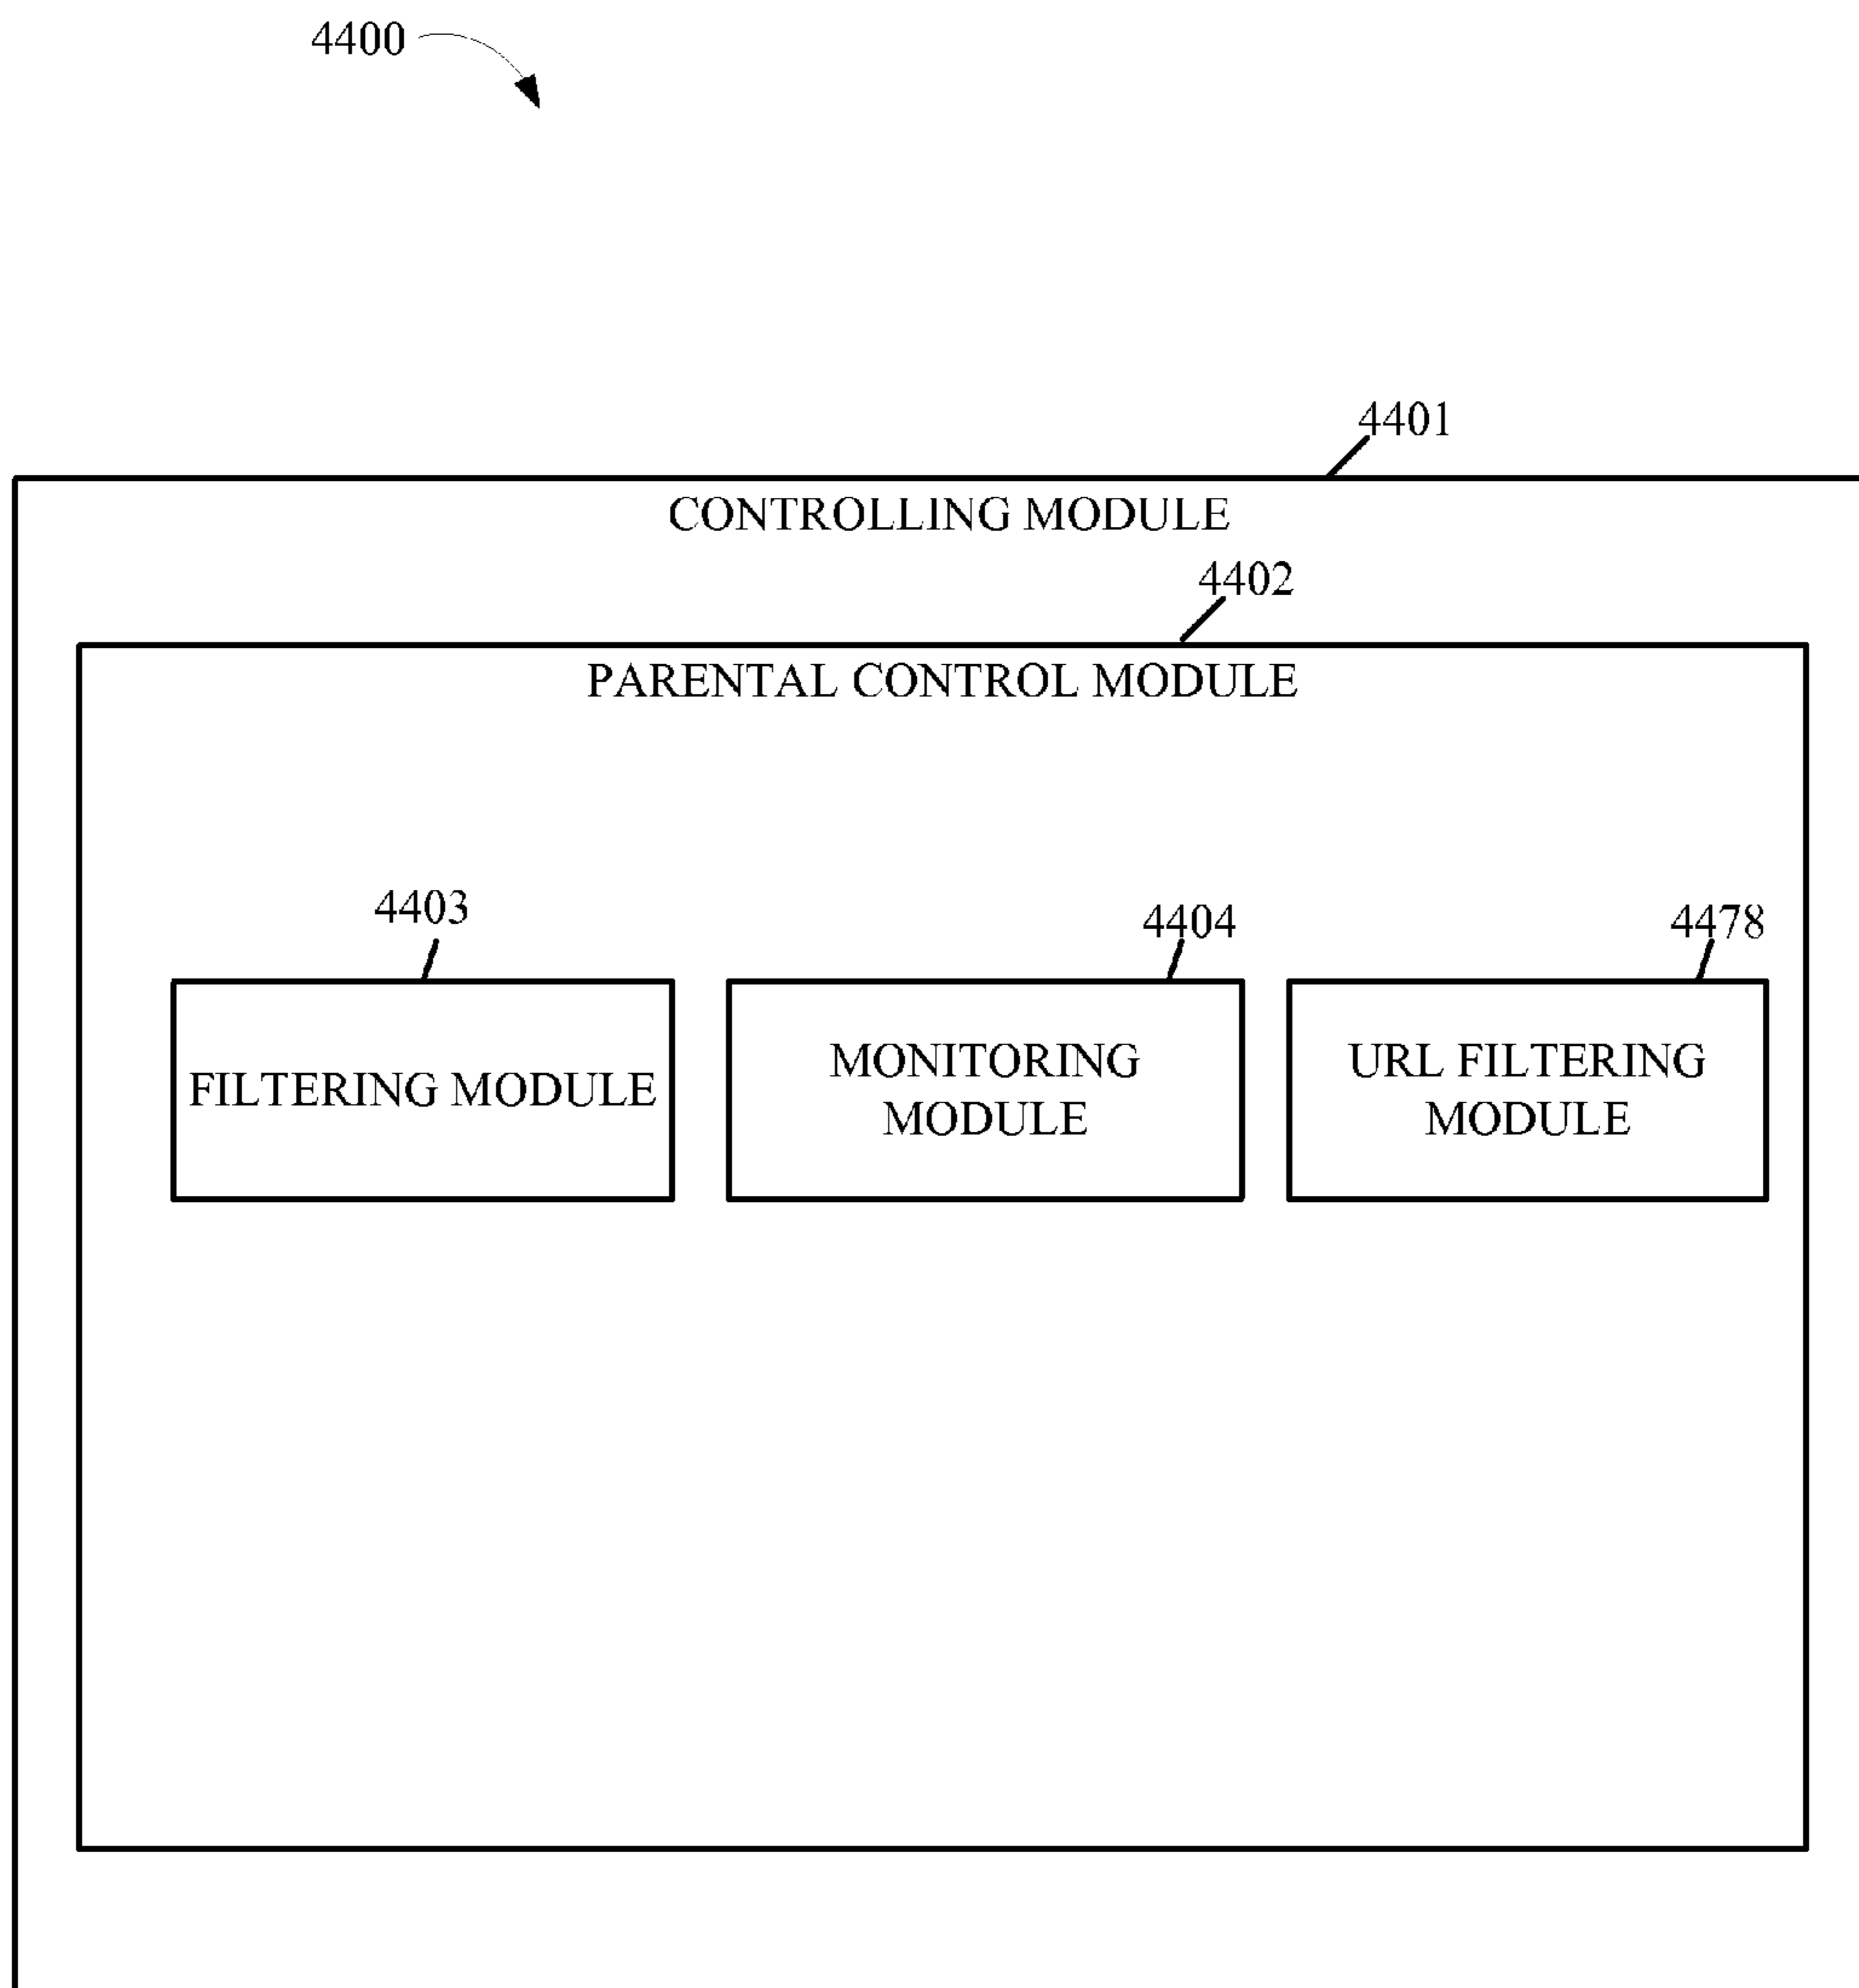 4400
4401
CONTROLLING MODULE
4402
PARENTAL CONTROL MODULE
4403
4404
4478
FILTERING MODULE
MONITORING
MODULE
URL FILTERING
MODULE